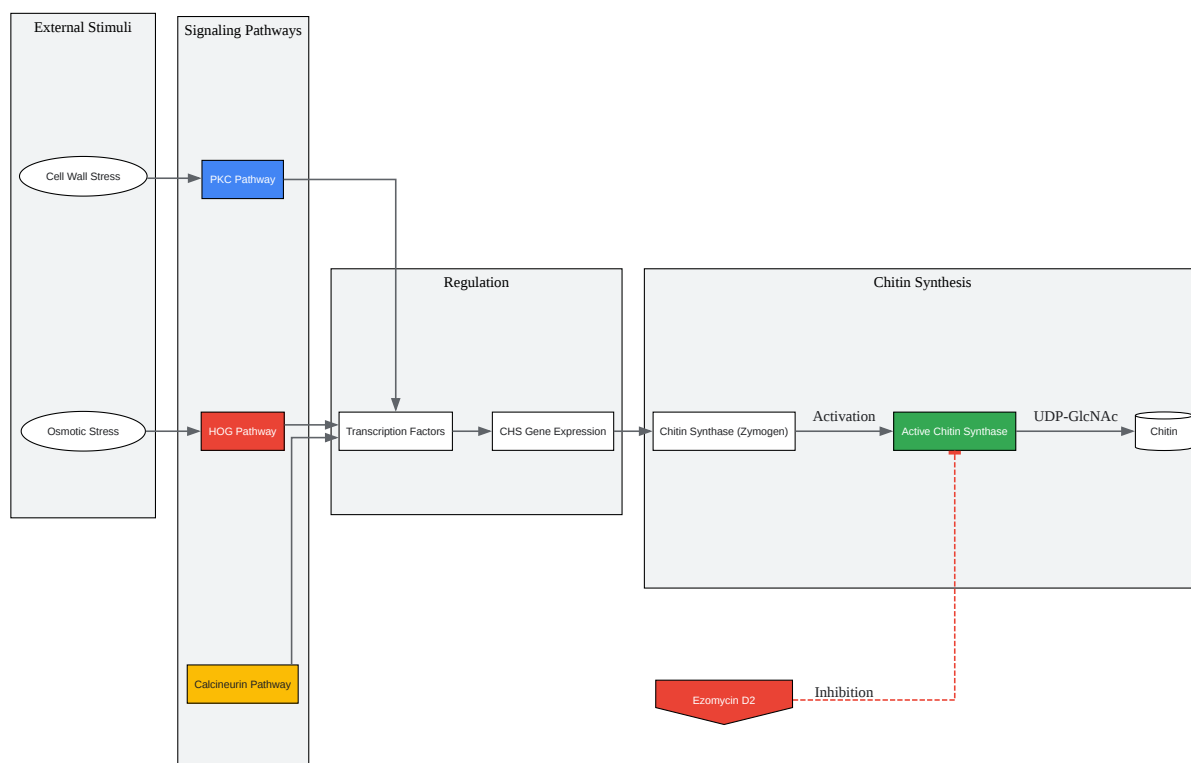 External Stimuli
Signaling Pathways
Cell Wall Stress
PKC Pathway
Regulation
Chitin Synthesis
Osmotic Stress
HOG Pathway
Transcription Factors
CHS Gene Expression
Chitin Synthase (Zymogen)
Activation
Active Chitin Synthase
UDP-GlcNAc
Chitin
Calcineurin Pathway
Ezomycin D2
Inhibition